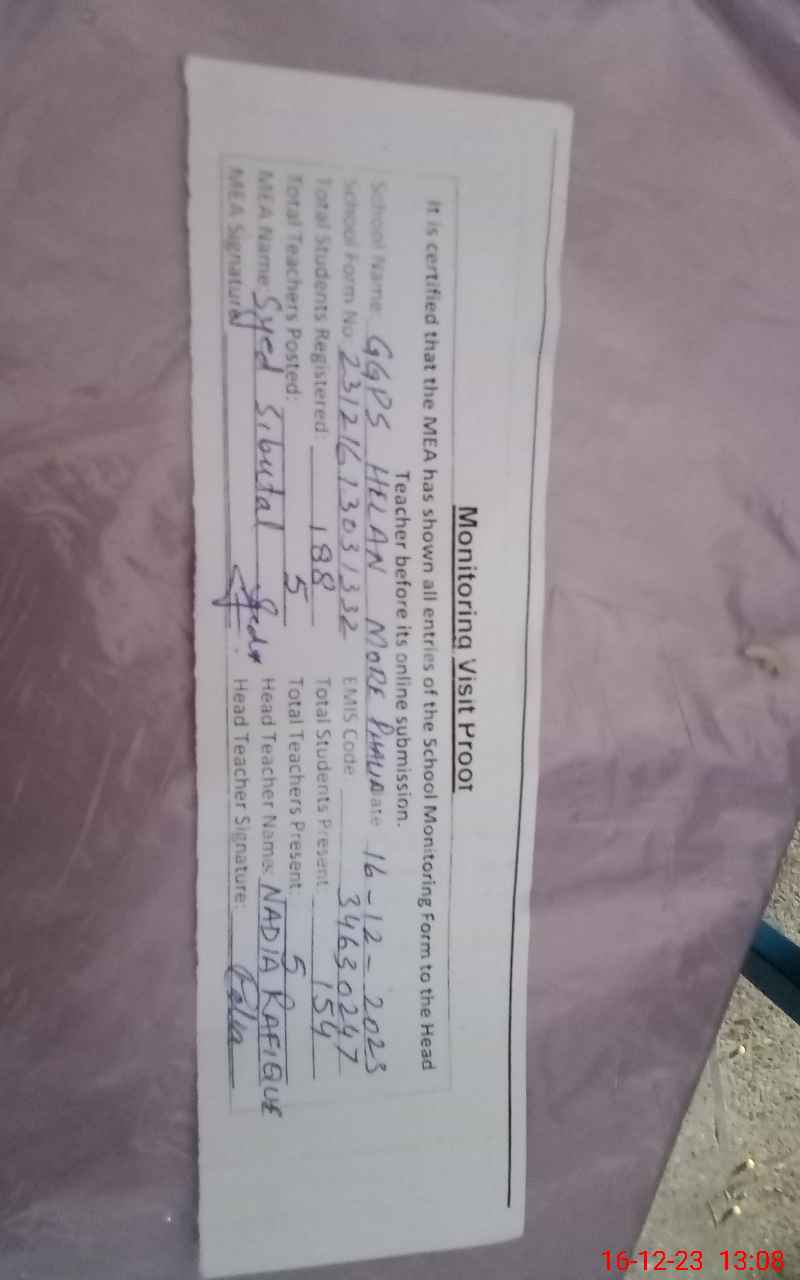 Monitoring Visit Proof
It is certified that the MEA has shown all entries of the School Monitoring Form to the Head
Teacher before its online submission.
School Name: GGPS HELAN MORE Date 16-12-2023
School Form No 23121613031332 EMIS Code 34630247
Total Students Registered: 188 Total Students Present 154
Total Teachers Posted: 5 Total Teachers Present: 5
MEA Name: Syed Sibutal Head Teacher Name: NADIA RAFIQUE
MEA Signature Head Teacher Signature:
16-12-23 13:08